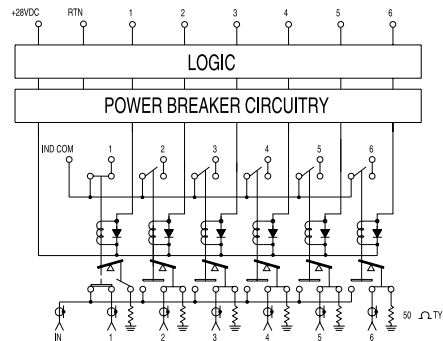 +28VDC RTN 1 2 3 4 5 6
LOGIC
POWER BREAKER CIRCUITRY
IND COM 1 2 3 4 5 6
50 Ω TY
IN 1 2 3 4 5 6